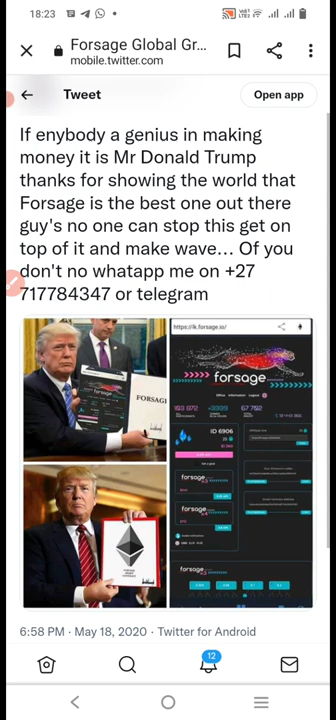 18:23
Forsage Global Gr...
mobile.twitter.com
Tweet
Open app
If enybody a genius in making
money it is Mr Donald Trump
thanks for showing the world that
Forsage is the best one out there
guy's no one can stop this get on
top of it and make wave... Of you
don't no whatapp me on +27
717784347 or telegram
FORSAGE
https://lk.forsage.io/
forsage
ID 6906
forsage
forsage
forsage
6:58 PM · May 18, 2020 · Twitter for Android
12